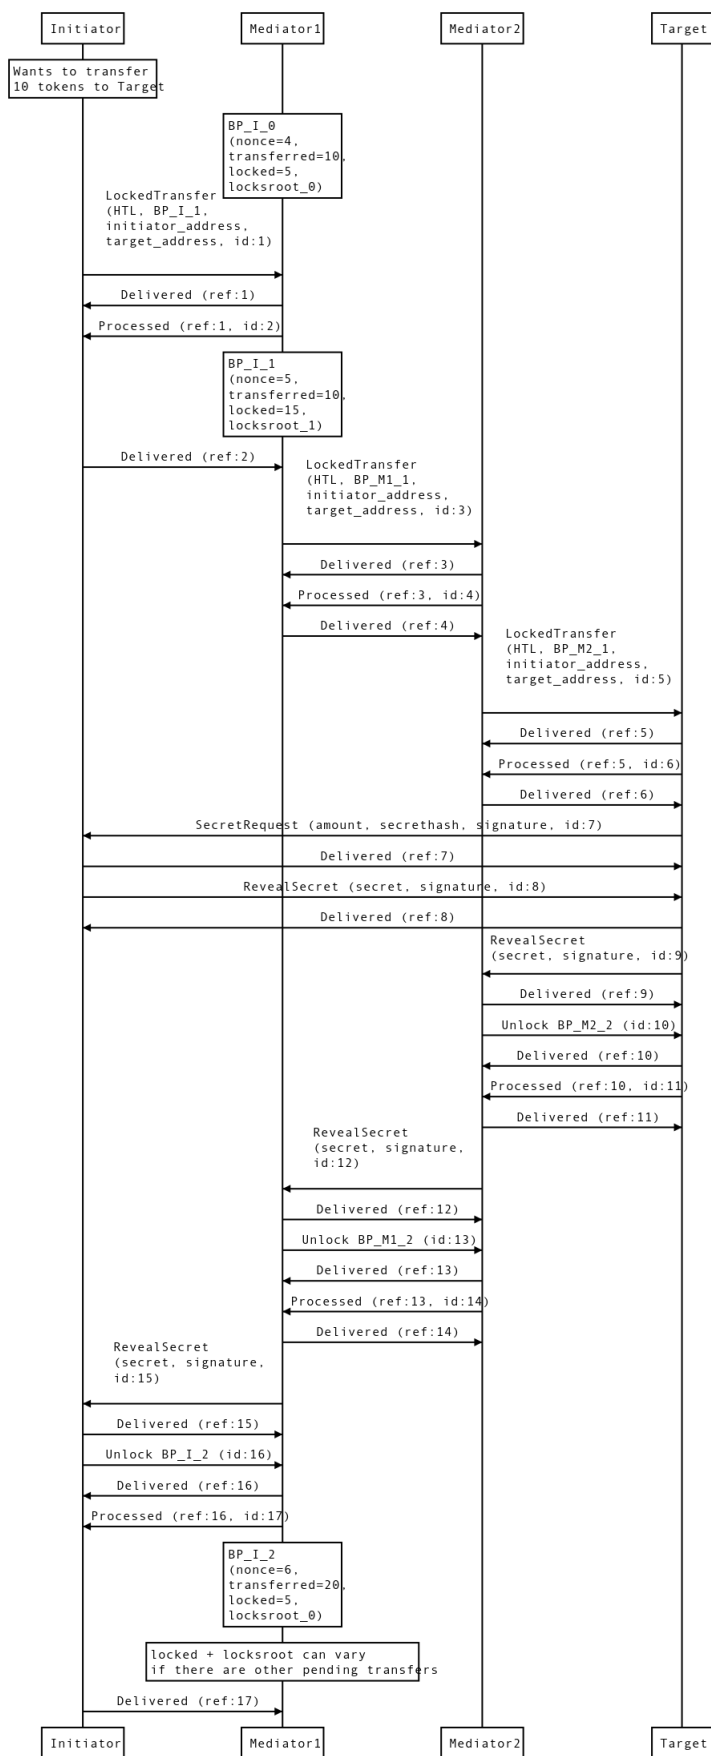 Initiator
Mediator1
Mediator2
Target
Wants to transfer
10 tokens to Target
BP_I_0
(nonce=4,
transferred=10,
locked=5,
locksroot_0)
LockedTransfer
(HTL, BP_I_1,
initiator_address,
target_address, id:1)
Delivered (ref:1)
Processed (ref:1, id:2)
BP_I_1
(nonce=5,
transferred=10,
locked=15,
locksroot_1)
Delivered (ref:2)
LockedTransfer
(HTL, BP_M1_1,
initiator_address,
target_address, id:3)
Delivered (ref:3)
Processed (ref:3, id:4)
Delivered (ref:4)
LockedTransfer
(HTL, BP_M2_1,
initiator_address,
target_address, id:5)
Delivered (ref:5)
Processed (ref:5, id:6)
Delivered (ref:6)
SecretRequest (amount, secrethash, signature, id:7)
Delivered (ref:7)
RevealSecret (secret, signature, id:8)
Delivered (ref:8)
RevealSecret
(secret, signature, id:9)
Delivered (ref:9)
Unlock BP_M2_2 (id:10)
Delivered (ref:10)
Processed (ref:10, id:11)
Delivered (ref:11)
RevealSecret
(secret, signature,
id:12)
Delivered (ref:12)
Unlock BP_M1_2 (id:13)
Delivered (ref:13)
Processed (ref:13, id:14)
Delivered (ref:14)
RevealSecret
(secret, signature,
id:15)
Delivered (ref:15)
Unlock BP_I_2 (id:16)
Delivered (ref:16)
Processed (ref:16, id:17)
BP_I_2
(nonce=6,
transferred=20,
locked=5,
locksroot_0)
locked + locksroot can vary
if there are other pending transfers
Delivered (ref:17)
Initiator
Mediator1
Mediator2
Target